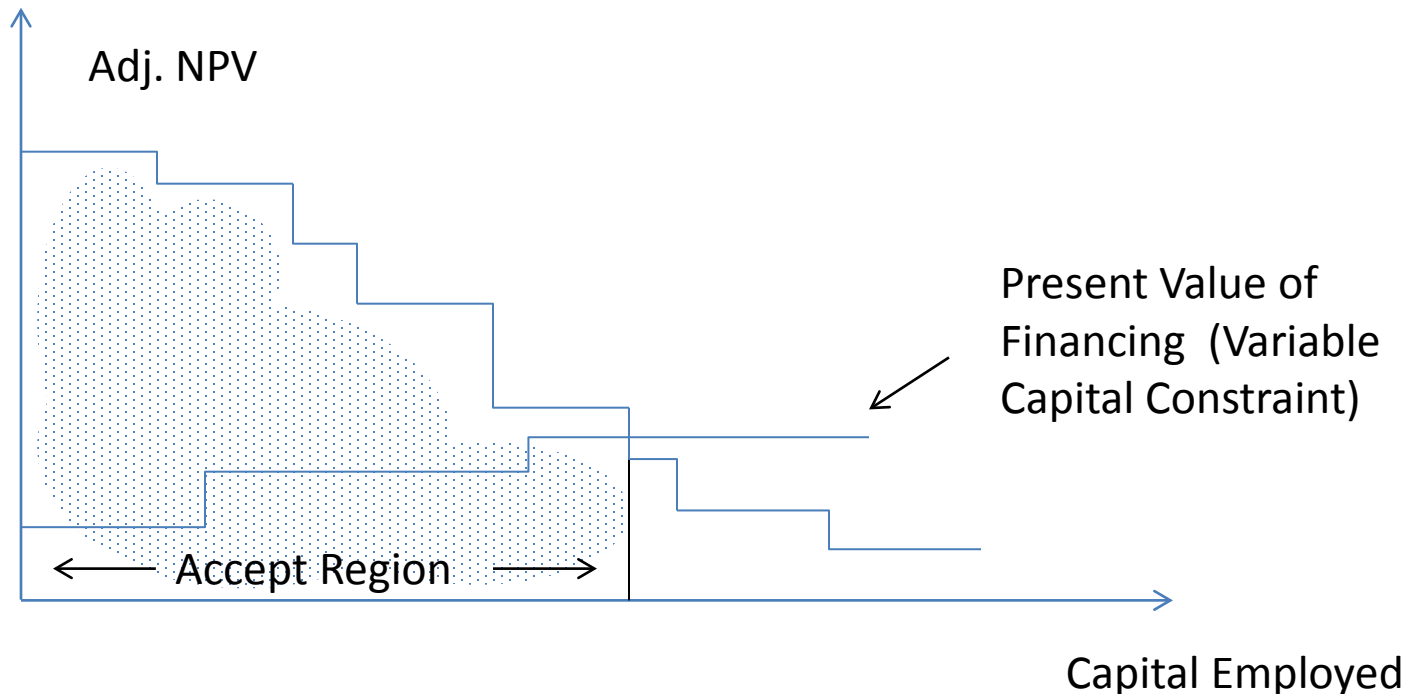 Adj. NPV
Present Value of
Financing (Variable
Capital Constraint)
Accept Region
Capital Employed